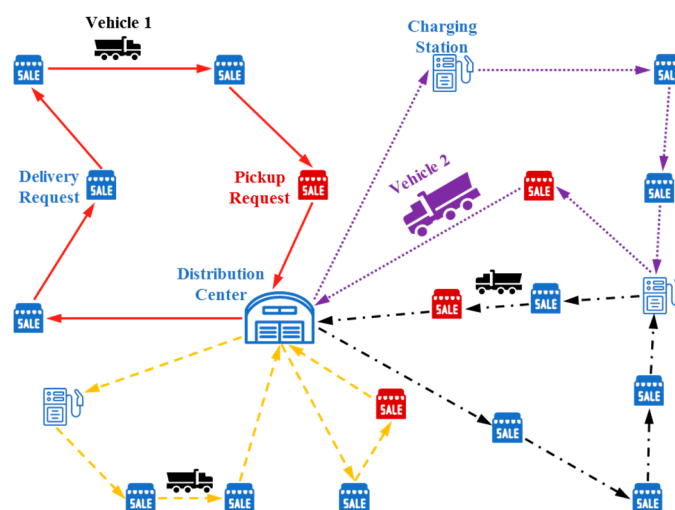 Vehicle 1
Charging
Station
SALE
SALE
SALE
Delivery
Request
SALE
Pickup
Request
SALE
Vehicle 2
SALE
SALE
Distribution
Center
SALE
SALE
SALE
SALE
SALE
SALE
SALE
SALE
SALE
SALE
SALE